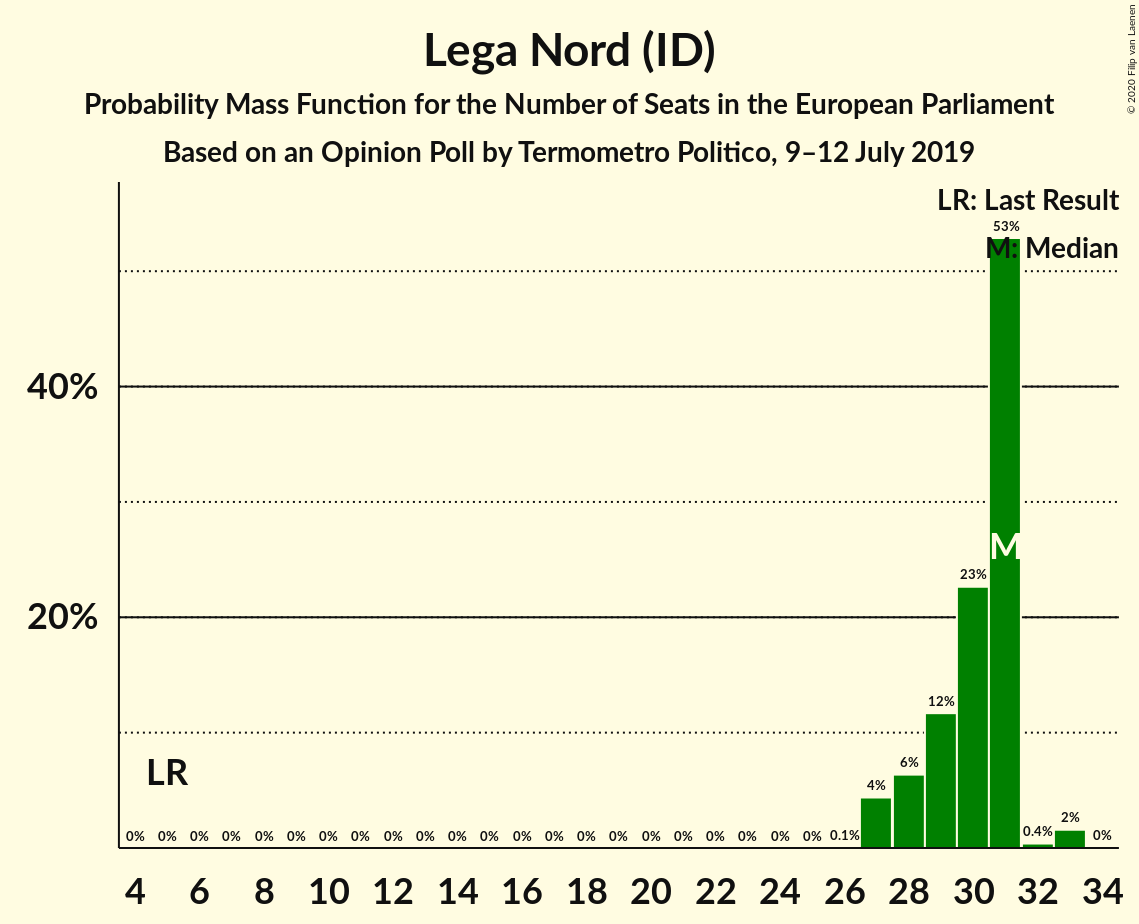 Lega Nord (ID)
Probability Mass Function for the Number of Seats in the European Parliament
Based on an Opinion Poll by Termometro Politico, 9–12 July 2019
© 2020 Filip van Laenen
LR: Last Result
M: Median
53%
40%
M
23%
20%
12%
LR
6%
4%
2%
0% 0% 0% 0% 0% 0% 0% 0% 0% 0% 0% 0% 0% 0% 0% 0% 0% 0% 0% 0% 0% 0% 0.1% 0.4% 0%
4 6 8 10 12 14 16 18 20 22 24 26 28 30 32 34